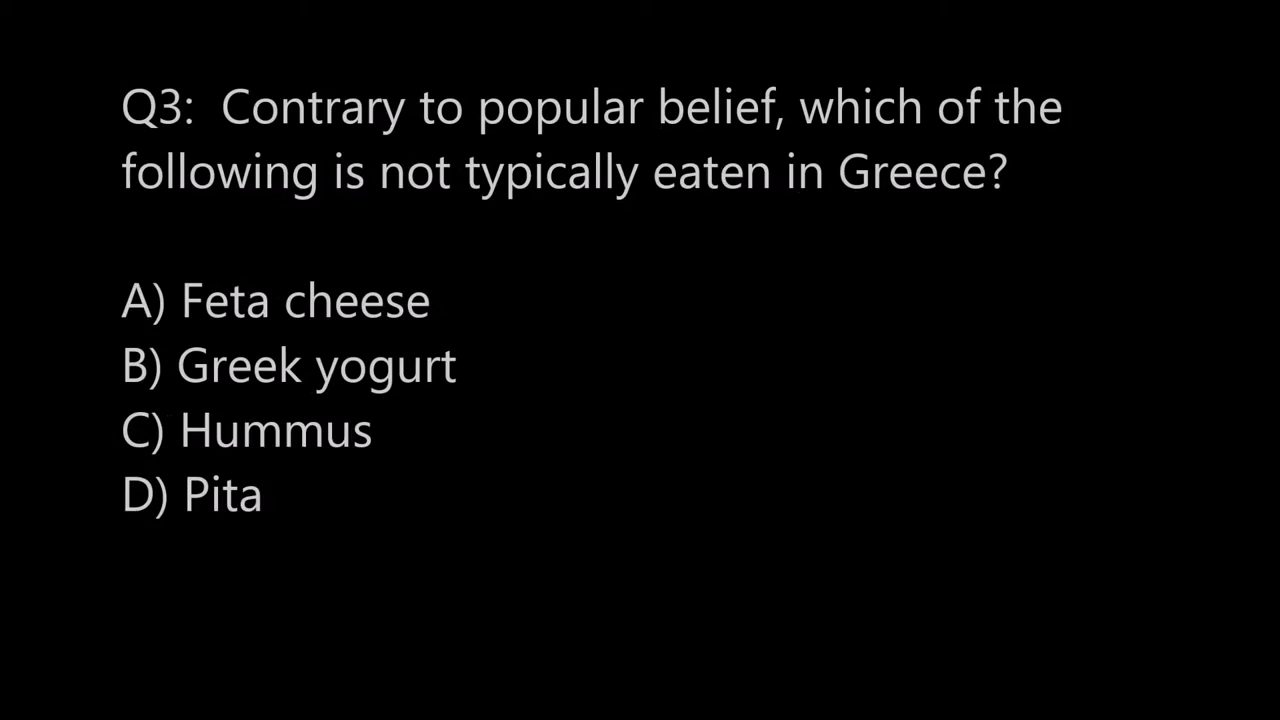 Q3:  Contrary to popular belief, which of the
following is not typically eaten in Greece?
A) Feta cheese
B) Greek yogurt
C) Hummus
D) Pita